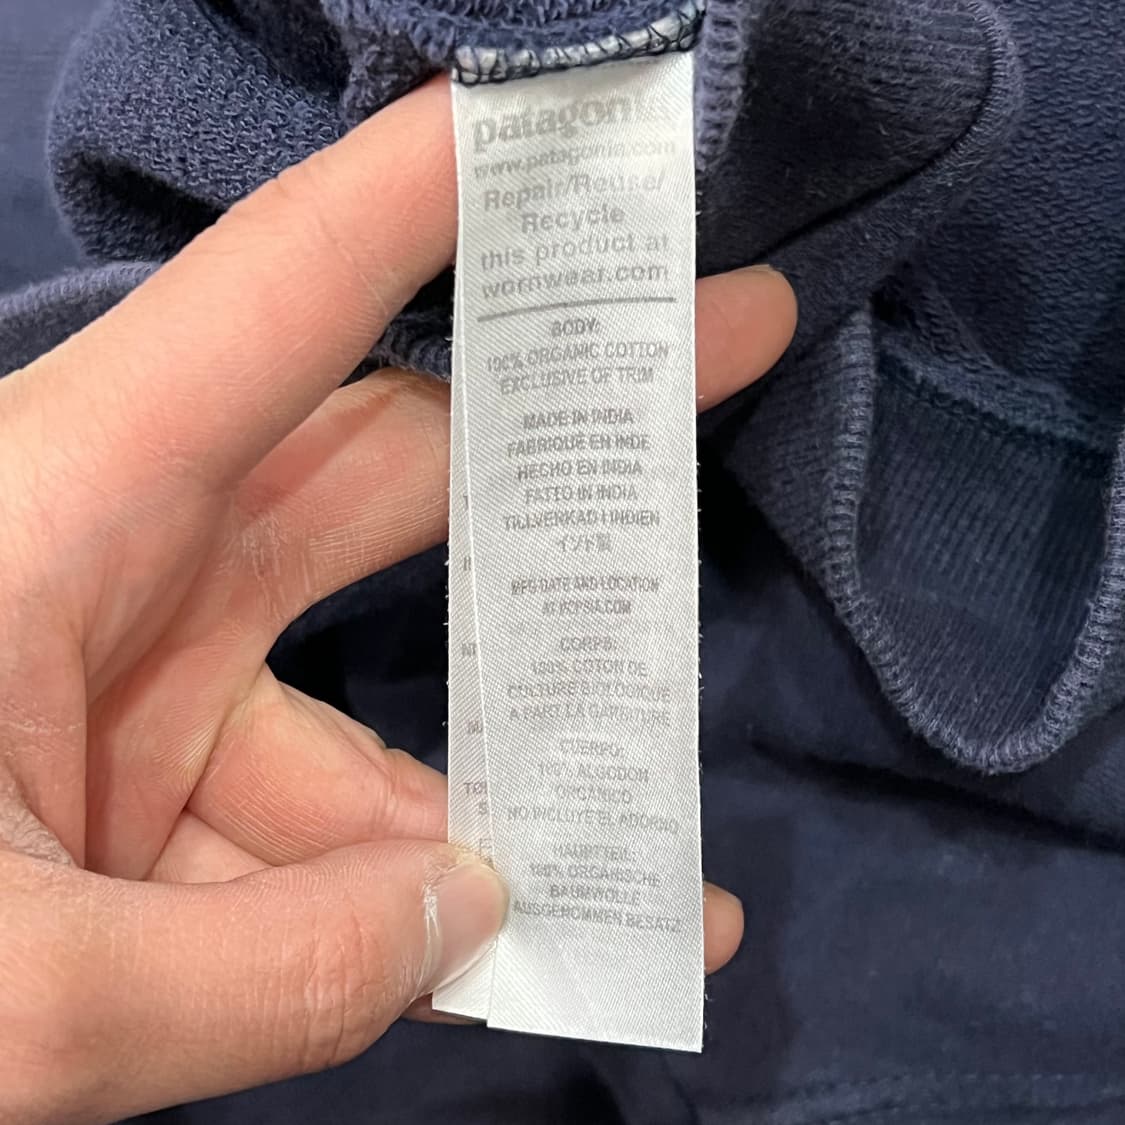 patagonia
www.patagonia.com
Repair/Reuse/
Recycle
this product at
wornwear.com
BODY:
100% ORGANIC COTTON
EXCLUSIVE OF TRIM
MADE IN INDIA
FABRIQUÉ EN INDE
HECHO EN INDIA
FATTO IN INDIA
TILLVERKAD I INDIEN
インド製
MFG DATE AND LOCATION
AT WCPSIA.COM
CORPS:
100% COTON DE
CULTURE BIOLOGIQUE
À PART LA GARNITURE
CUERPO:
100% ALGODÓN
ORGÁNICO
NO INCLUYE EL ADORNO
HAUPTTEIL:
100% ORGANISCHE
BAUMWOLLE
AUSGENOMMEN BESATZ